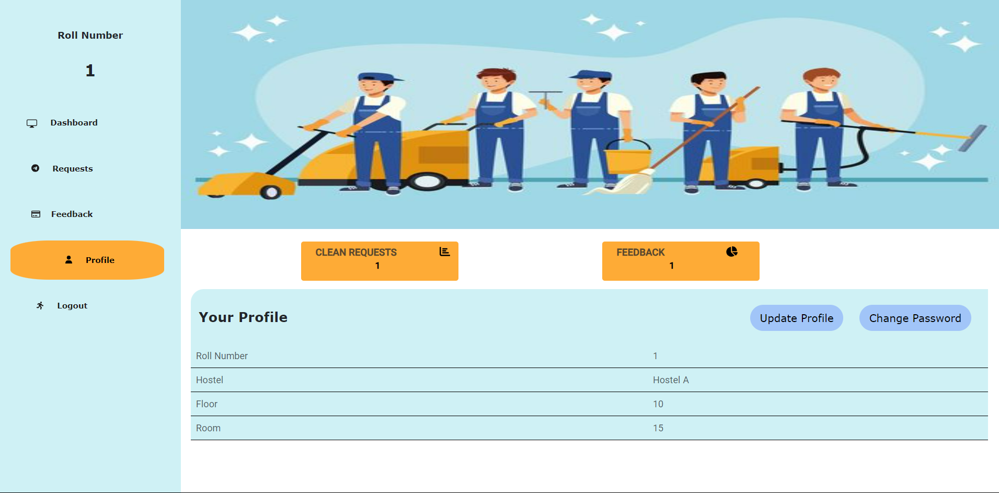 Roll Number
1
Dashboard
Requests
Feedback
Profile
Logout
CLEAN REQUESTS
1
FEEDBACK
1
Your Profile
Update Profile
Change Password
Roll Number 1
Hostel Hostel A
Floor 10
Room 15